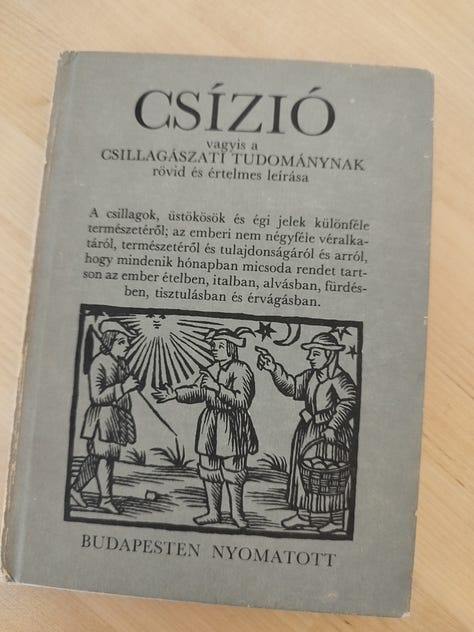 CSÍZIÓ
vagyis a
CSILLAGÁSZATI TUDOMÁNYNAK
rövid és értelmes leírása
A csillagok, üstökösök és égi jelek különféle
természetéről; az emberi nem négyféle véralka-
táról, természetéről és tulajdonságáról és arról,
hogy mindenik hónapban micsoda rendet tart-
son az ember ételben, italban, alvásban, fürdés-
ben, tisztulásban és érvágásban.
BUDAPESTEN NYOMATOTT